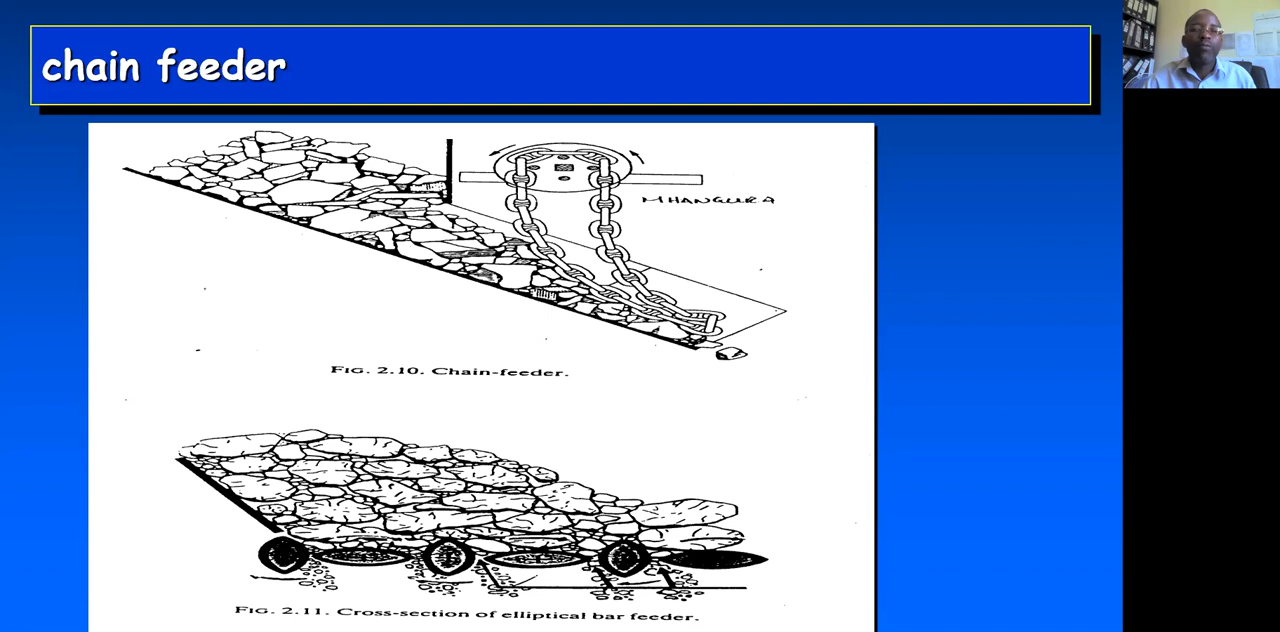 chain feeder
MHANGURA
FIG. 2.10. Chain-feeder.
FIG. 2.11. Cross-section of elliptical bar feeder.